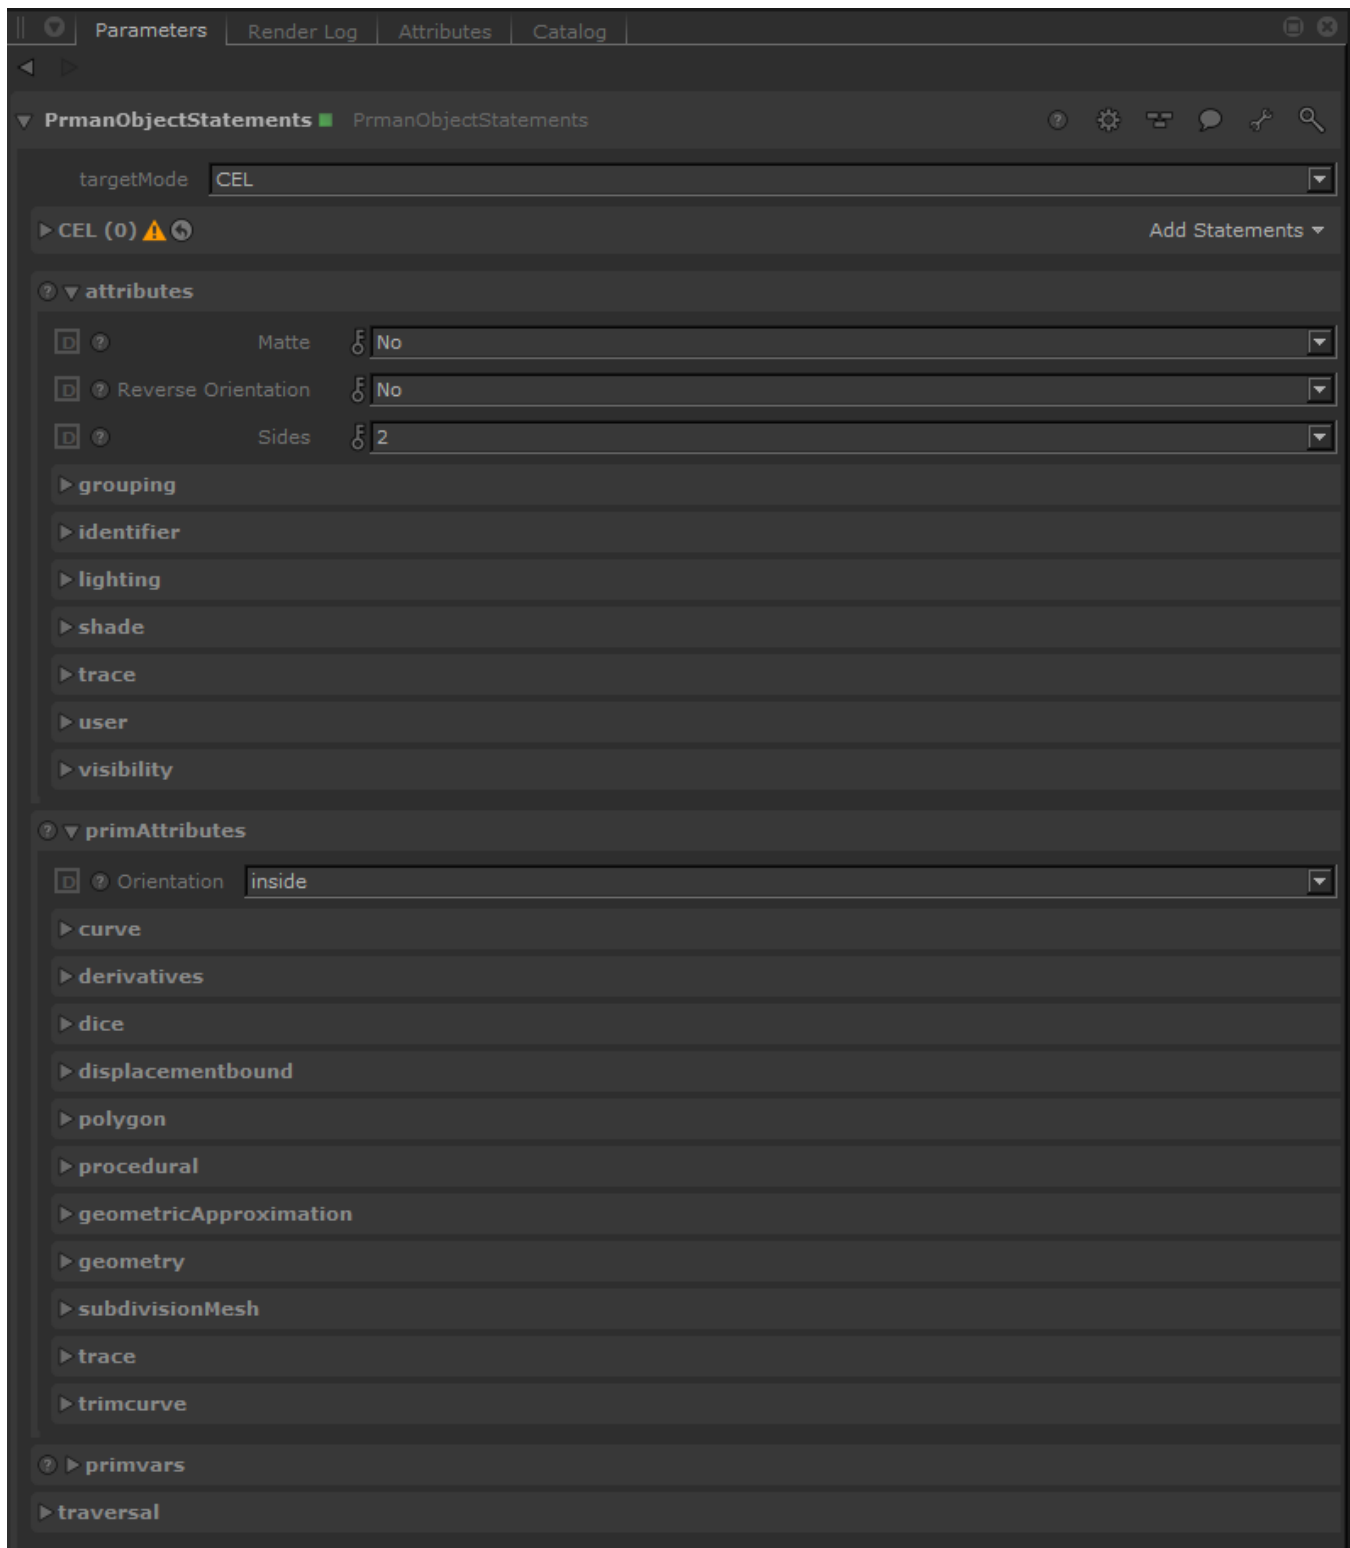 Parameters Render Log Attributes Catalog
PrmanObjectStatements PrmanObjectStatements
targetMode CEL
CEL (0) Add Statements
attributes
D ? Matte No
D ? Reverse Orientation No
D ? Sides 2
grouping
identifier
lighting
shade
trace
user
visibility
primAttributes
D ? Orientation inside
curve
derivatives
dice
displacementbound
polygon
procedural
geometricApproximation
geometry
subdivisionMesh
trace
trimcurve
primvars
traversal